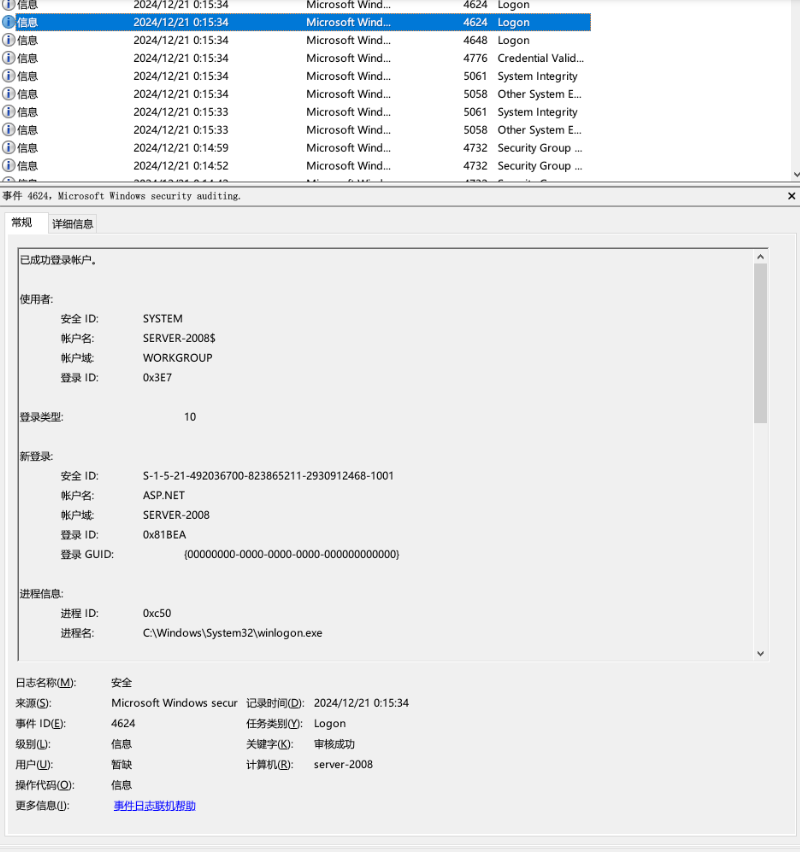 信息 2024/12/21 0:15:34 Microsoft Wind... 4624 Logon
信息 2024/12/21 0:15:34 Microsoft Wind... 4624 Logon
信息 2024/12/21 0:15:34 Microsoft Wind... 4648 Logon
信息 2024/12/21 0:15:34 Microsoft Wind... 4776 Credential Valid...
信息 2024/12/21 0:15:34 Microsoft Wind... 5061 System Integrity
信息 2024/12/21 0:15:34 Microsoft Wind... 5058 Other System E...
信息 2024/12/21 0:15:33 Microsoft Wind... 5061 System Integrity
信息 2024/12/21 0:15:33 Microsoft Wind... 5058 Other System E...
信息 2024/12/21 0:14:59 Microsoft Wind... 4732 Security Group ...
信息 2024/12/21 0:14:52 Microsoft Wind... 4732 Security Group ...
事件 4624, Microsoft Windows security auditing.
常规 详细信息
已成功登录帐户。
使用者:
安全 ID: SYSTEM
帐户名: SERVER-2008$
帐户域: WORKGROUP
登录 ID: 0x3E7
登录类型: 10
新登录:
安全 ID: S-1-5-21-492036700-823865211-2930912468-1001
帐户名: ASP.NET
帐户域: SERVER-2008
登录 ID: 0x81BEA
登录 GUID: {00000000-0000-0000-0000-000000000000}
进程信息:
进程 ID: 0xc50
进程名: C:\Windows\System32\winlogon.exe
日志名称(M): 安全
来源(S): Microsoft Windows secur 记录时间(D): 2024/12/21 0:15:34
事件 ID(E): 4624 任务类别(Y): Logon
级别(L): 信息 关键字(K): 审核成功
用户(U): 暂缺 计算机(R): server-2008
操作代码(O): 信息
更多信息(I): 事件日志联机帮助